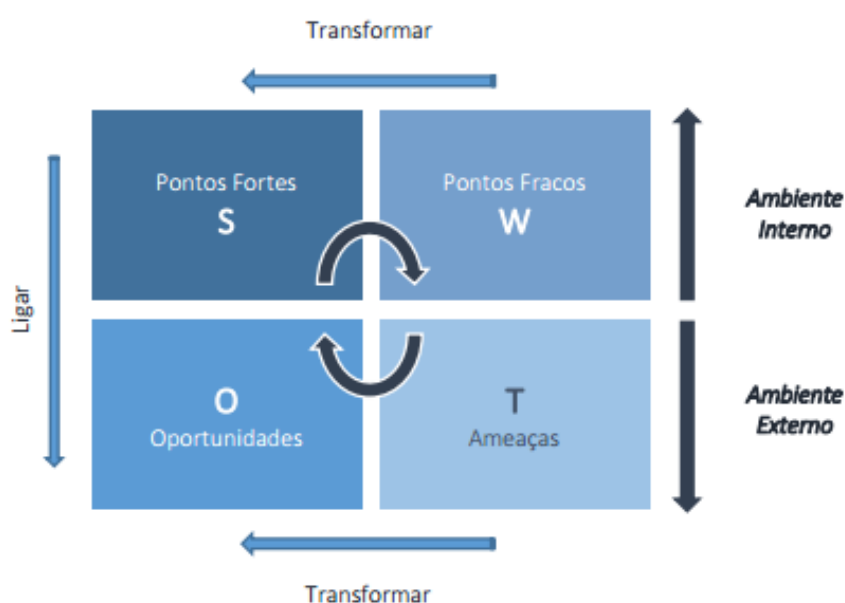 Transformar
Pontos Fortes
S
Pontos Fracos
W
Ambiente
Interno
Ligar
O
Oportunidades
T
Ameaças
Ambiente
Externo
Transformar